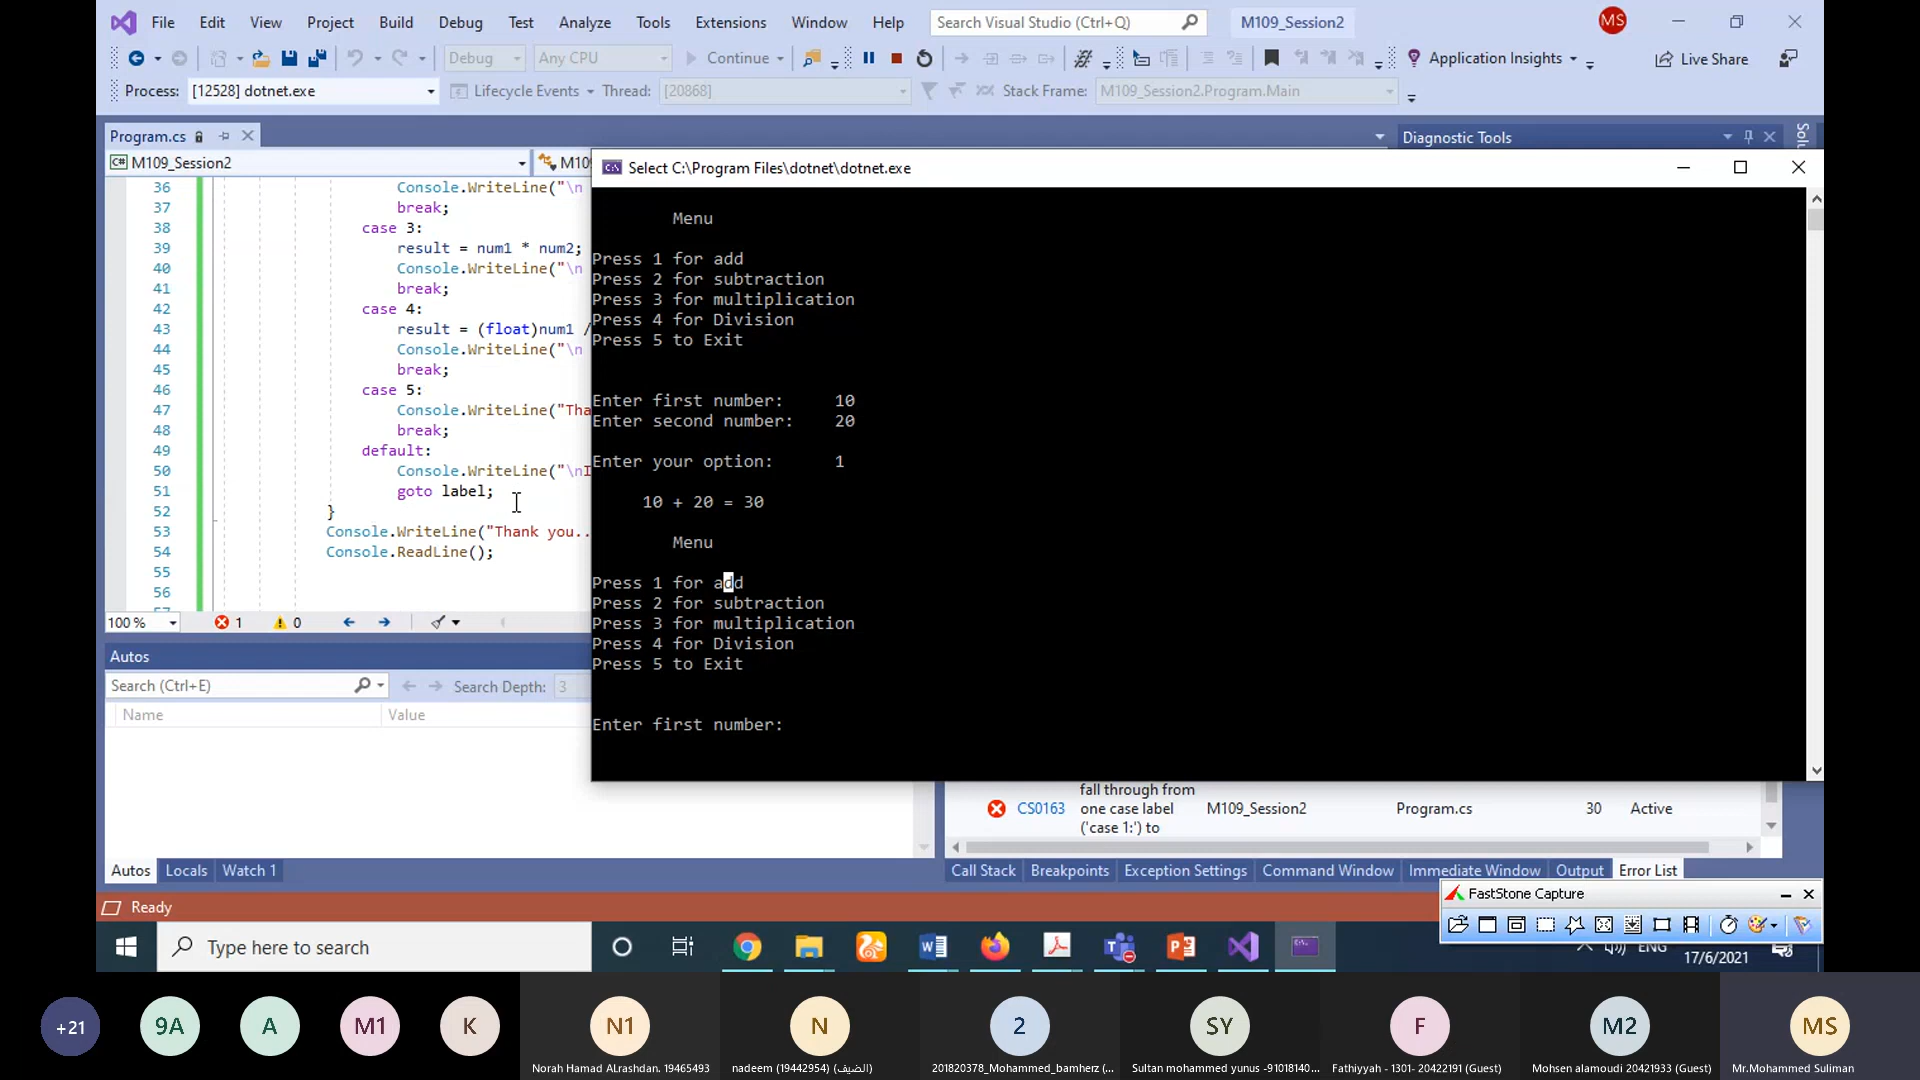 File Edit View Project Build Debug Test Analyze Tools Extensions Window Help Search Visual Studio (Ctrl+Q) M109_Session2 MS
Debug Any CPU Continue Application Insights Live Share
Process: [12528] dotnet.exe Lifecycle Events Thread: [20868] Stack Frame: M109_Session2.Program.Main
Program.cs Diagnostic Tools
C# M109_Session2
Select C:\Program Files\dotnet\dotnet.exe
36 Console.WriteLine("\n
37 break;
38 case 3:
39 result = num1 * num2;
40 Console.WriteLine("\n
41 break;
42 case 4:
43 result = (float)num1 /
44 Console.WriteLine("\n
45 break;
46 case 5:
47 Console.WriteLine("Tha
48 break;
49 default:
50 Console.WriteLine("\nI
51 goto label;
52 }
53 Console.WriteLine("Thank you..
54 Console.ReadLine();
55
56
100 % 1 0
Menu
Press 1 for add
Press 2 for subtraction
Press 3 for multiplication
Press 4 for Division
Press 5 to Exit
Enter first number: 10
Enter second number: 20
Enter your option: 1
10 + 20 = 30
Menu
Press 1 for add
Press 2 for subtraction
Press 3 for multiplication
Press 4 for Division
Press 5 to Exit
Enter first number:
Autos
Search (Ctrl+E) Search Depth: 3
Name Value
Autos Locals Watch 1
fall through from
CS0163 one case label M109_Session2 Program.cs 30 Active
('case 1:') to
Call Stack Breakpoints Exception Settings Command Window Immediate Window Output Error List
FastStone Capture
Ready
Type here to search
ENG
17/6/2021
+21 9A A M1 K N1 N 2 SY F M2 MS
Norah Hamad ALrashdan. 19465493 nadeem (19442954) (الضيف) 201820378_Mohammed_bamherz (... Sultan mohammed yunus -91018140... Fathiyyah - 1301- 20422191 (Guest) Mohsen alamoudi 20421933 (Guest) Mr.Mohammed Suliman